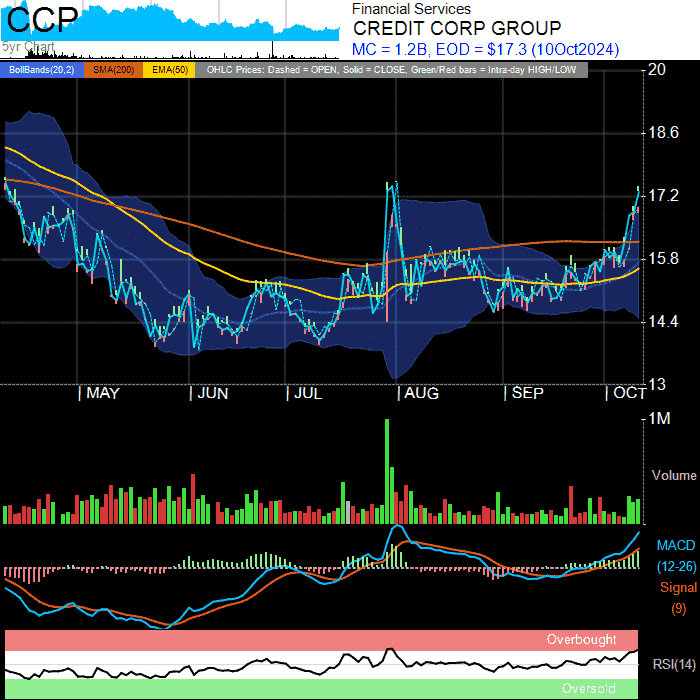 CCP
5yr Chart
Financial Services
CREDIT CORP GROUP
MC = 1.2B, EOD = $17.3 (10Oct2024)
BollBands(20,2) SMA(200) EMA(50) OHLC Prices: Dashed = OPEN, Solid = CLOSE, Green/Red bars = Intra-day HIGH/LOW
20
18.6
17.2
15.8
14.4
13
MAY JUN JUL AUG SEP OCT
1M
Volume
MACD
(12-26)
Signal
(9)
Overbought
RSI(14)
Oversold